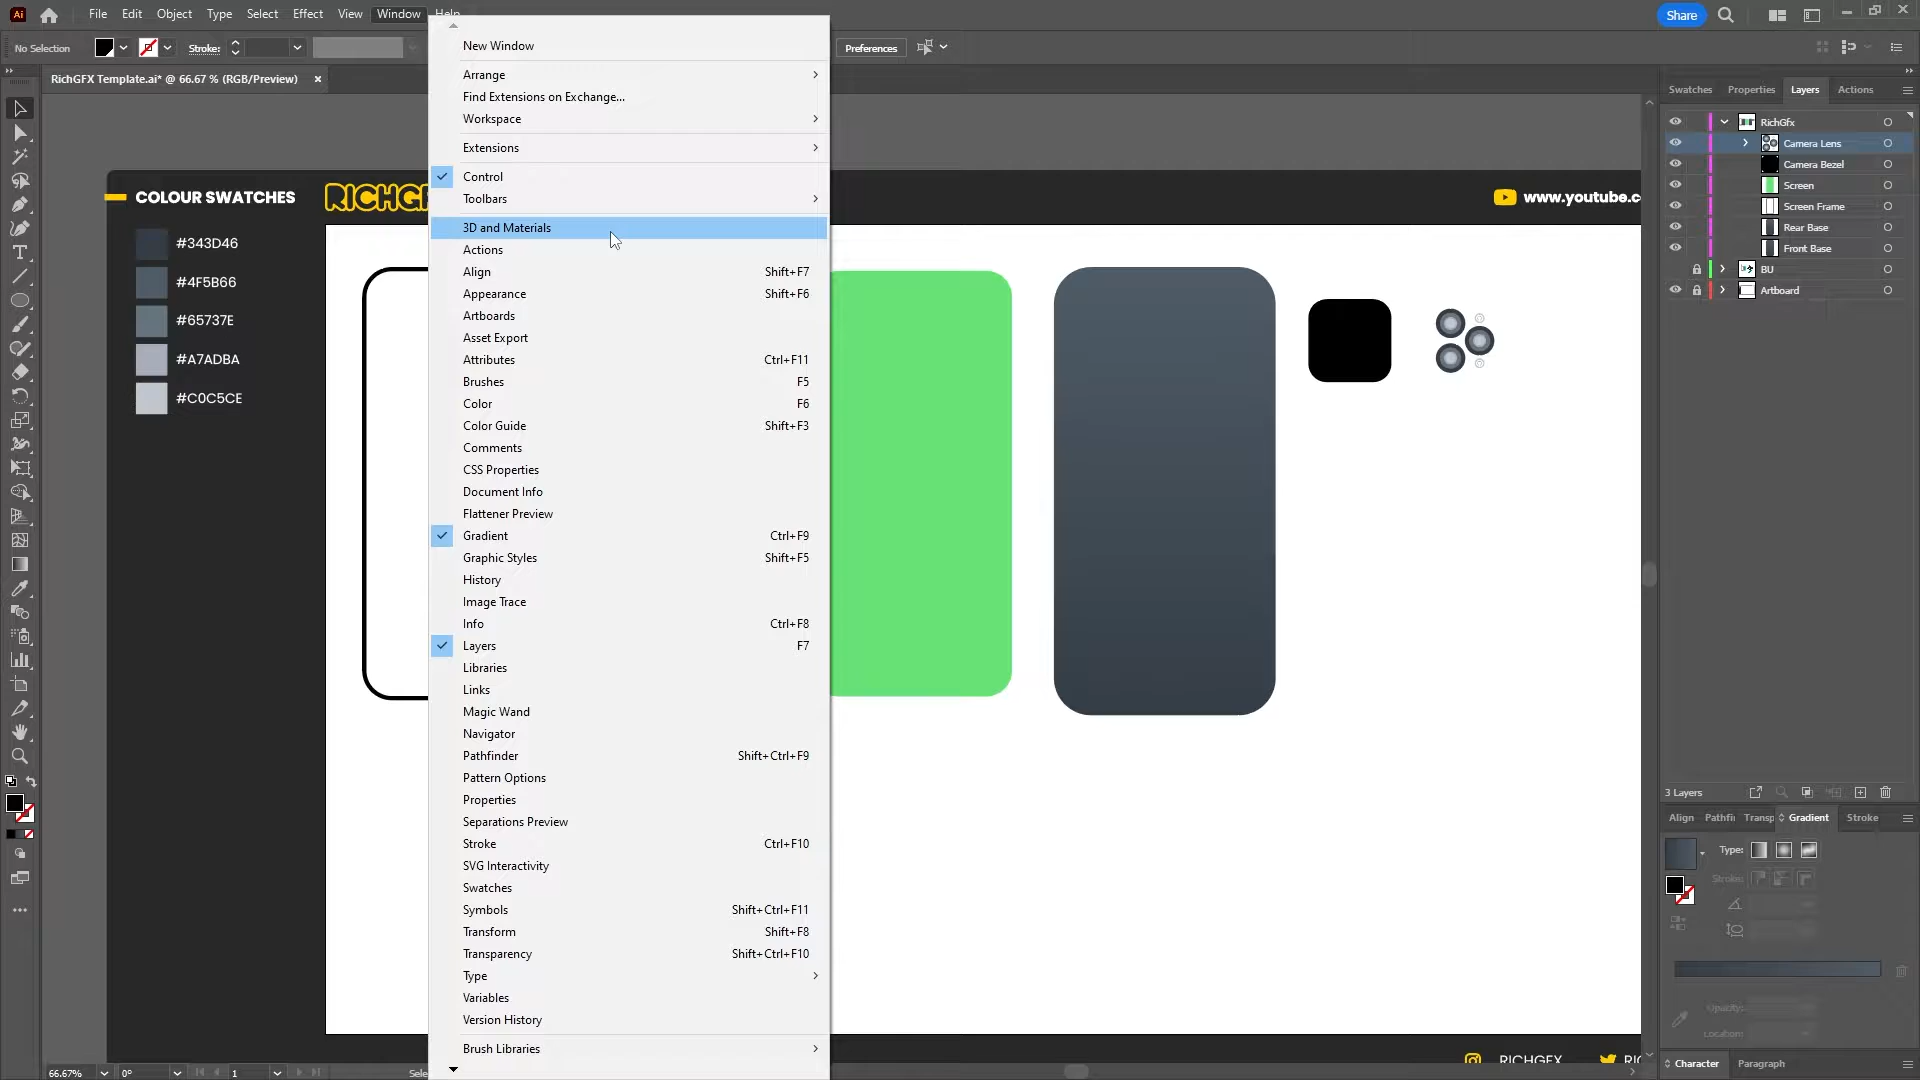 Ai File Edit Object Type Select Effect View Window Help Share
No Selection Stroke: Preferences
RichGFX Template.ai* @ 66.67 % (RGB/Preview) ×
COLOUR SWATCHES RICHGF www.youtube.c
#343D46
#4F5B66
#65737E
#A7ADBA
#C0C5CE
New Window
Arrange
Find Extensions on Exchange...
Workspace
Extensions
Control
Toolbars
3D and Materials
Actions
Align Shift+F7
Appearance Shift+F6
Artboards
Asset Export
Attributes Ctrl+F11
Brushes F5
Color F6
Color Guide Shift+F3
Comments
CSS Properties
Document Info
Flattener Preview
Gradient Ctrl+F9
Graphic Styles Shift+F5
History
Image Trace
Info Ctrl+F8
Layers F7
Libraries
Links
Magic Wand
Navigator
Pathfinder Shift+Ctrl+F9
Pattern Options
Properties
Separations Preview
Stroke Ctrl+F10
SVG Interactivity
Swatches
Symbols Shift+Ctrl+F11
Transform Shift+F8
Transparency Shift+Ctrl+F10
Type
Variables
Version History
Brush Libraries
Swatches Properties Layers Actions
RichGfx
Camera Lens
Camera Bezel
Screen
Screen Frame
Rear Base
Front Base
BU
Artboard
3 Layers
Align Pathfi Transp Gradient Stroke
Type:
Stroke:
Opacity:
Location:
Character Paragraph
RICHGFX RIC
66.67% 0° 1 Sele